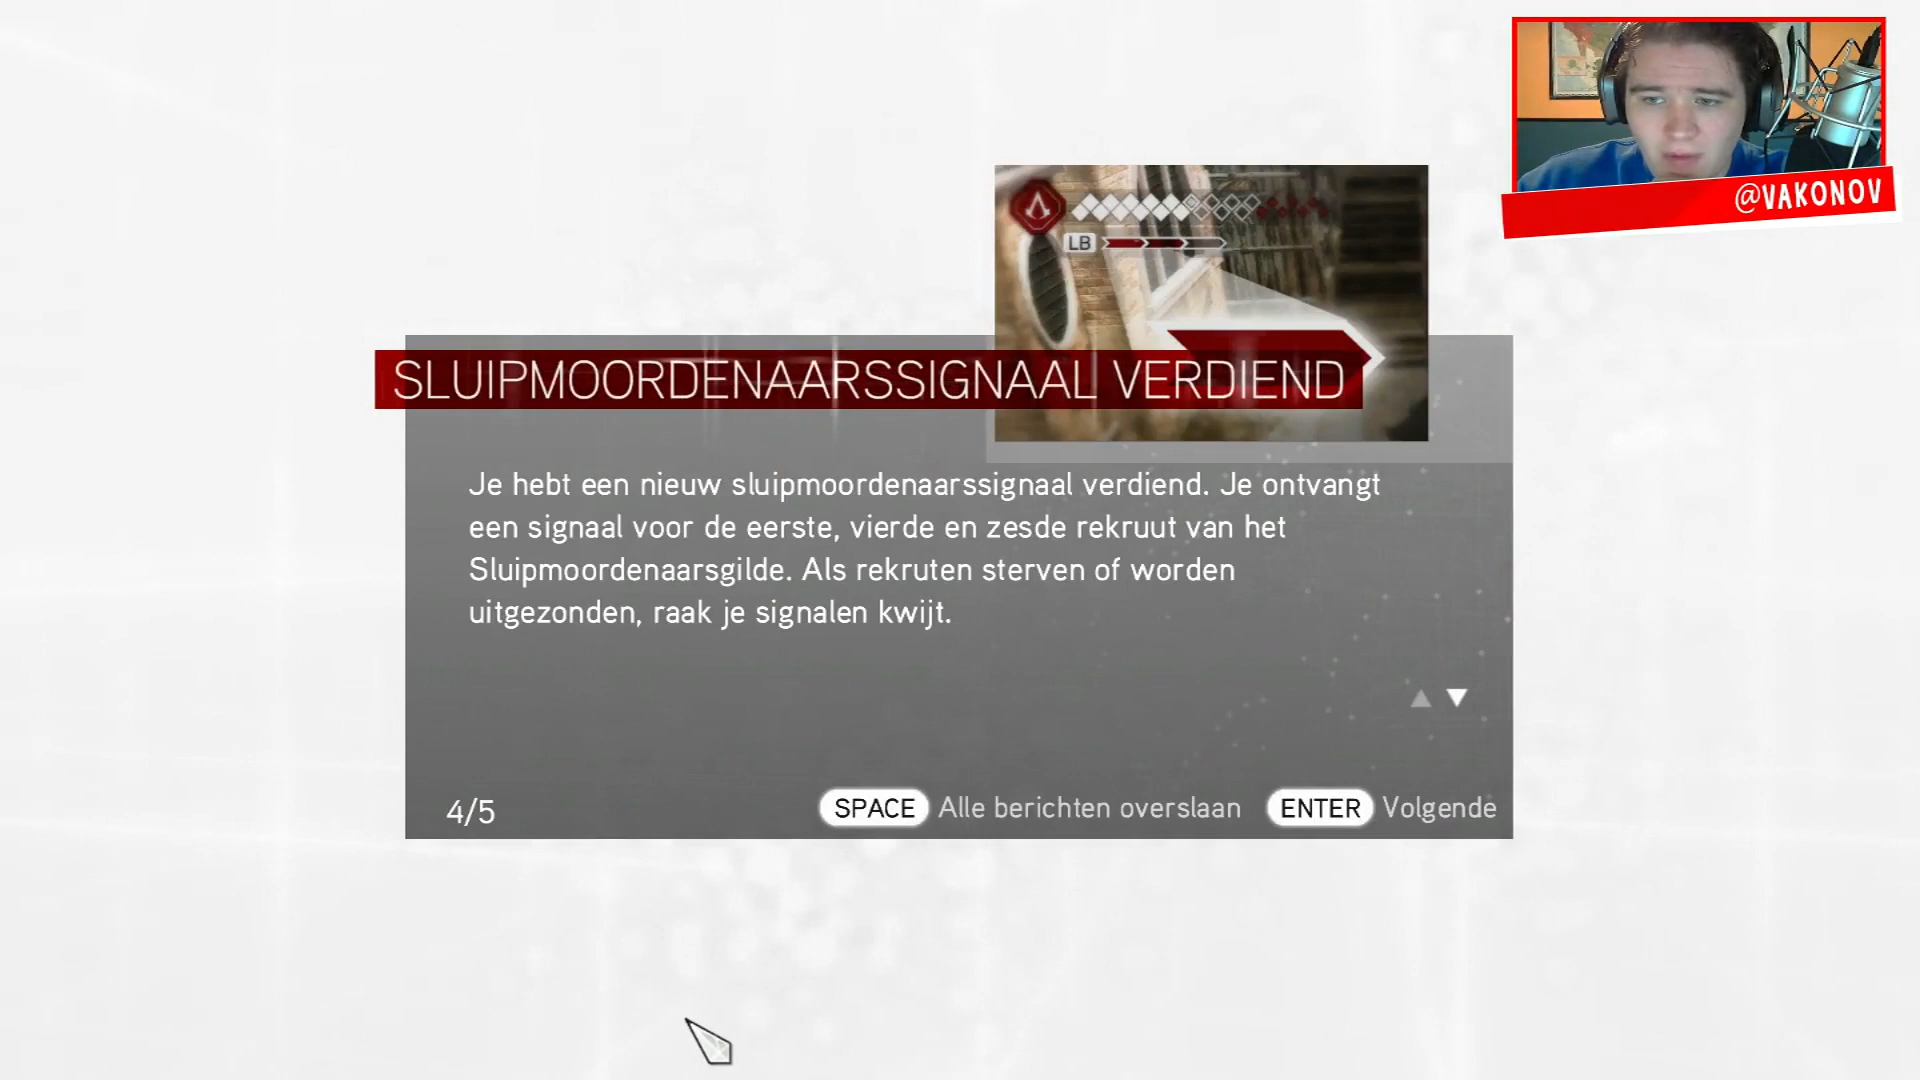 @VAKONOV
LB
SLUIPMOORDENAARSSIGNAAL VERDIEND
Je hebt een nieuw sluipmoordenaarssignaal verdiend. Je ontvangt
een signaal voor de eerste, vierde en zesde rekruut van het
Sluipmoordenaarsgilde. Als rekruten sterven of worden
uitgezonden, raak je signalen kwijt.
4/5
SPACE Alle berichten overslaan ENTER Volgende